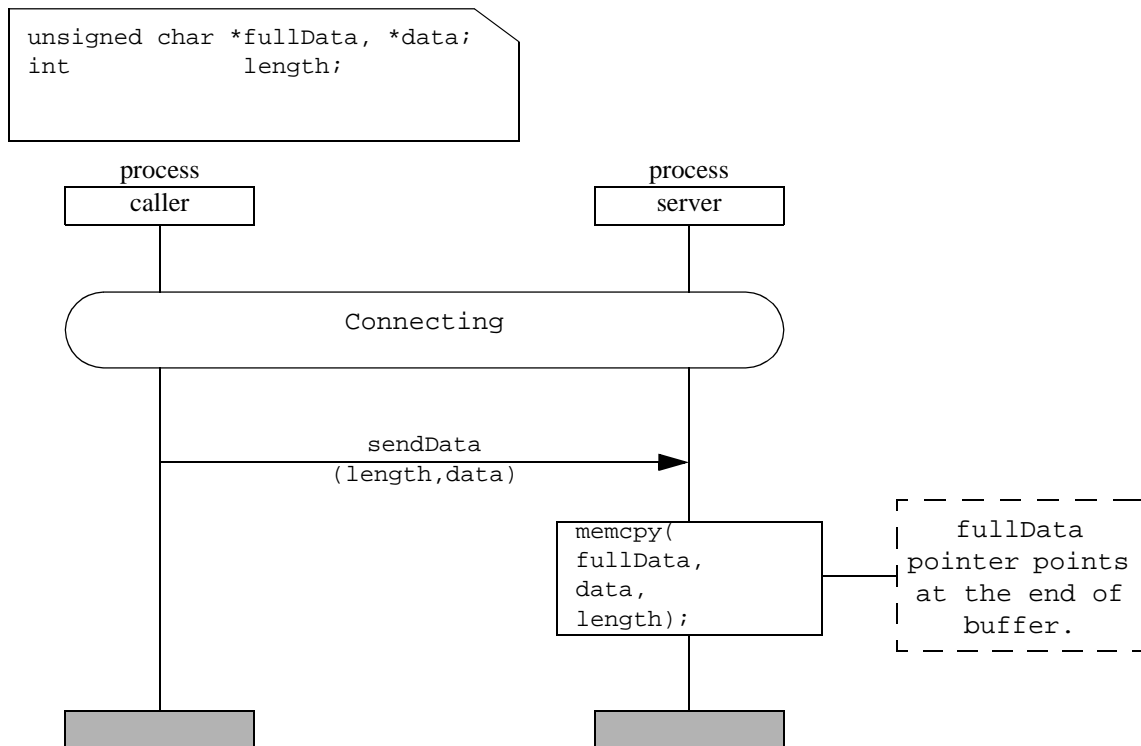 unsigned char *fullData, *data;
int length;
process
process
caller
server
Connecting
sendData
(length,data)
memcpy(
fullData,
data,
length);
fullData
pointer points
at the end of
buffer.